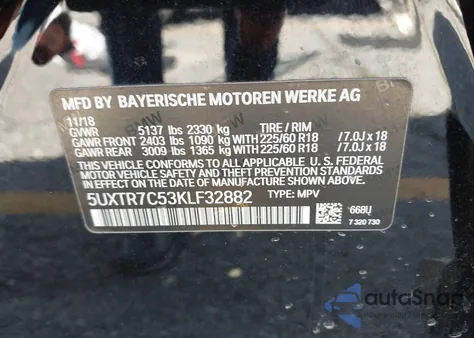 MFD BY BAYERISCHE MOTOREN WERKE AG
11/18
GVWR 5137 lbs 2330 kg TIRE / RIM
GAWR FRONT 2403 lbs 1090 kg WITH 225/60 R18 /7.0J x 18
GAWR REAR 3009 lbs 1365 kg WITH 225/60 R18 /7.0J x 18
THIS VEHICLE CONFORMS TO ALL APPLICABLE U. S. FEDERAL
MOTOR VEHICLE SAFETY STANDARDS IN EFFECT ON THE
DATE OF MANUFACTURE SHOWN ABOVE.
5UXTR7C53KLF32882 TYPE: MPV
668U
7 320 730
autoSnap